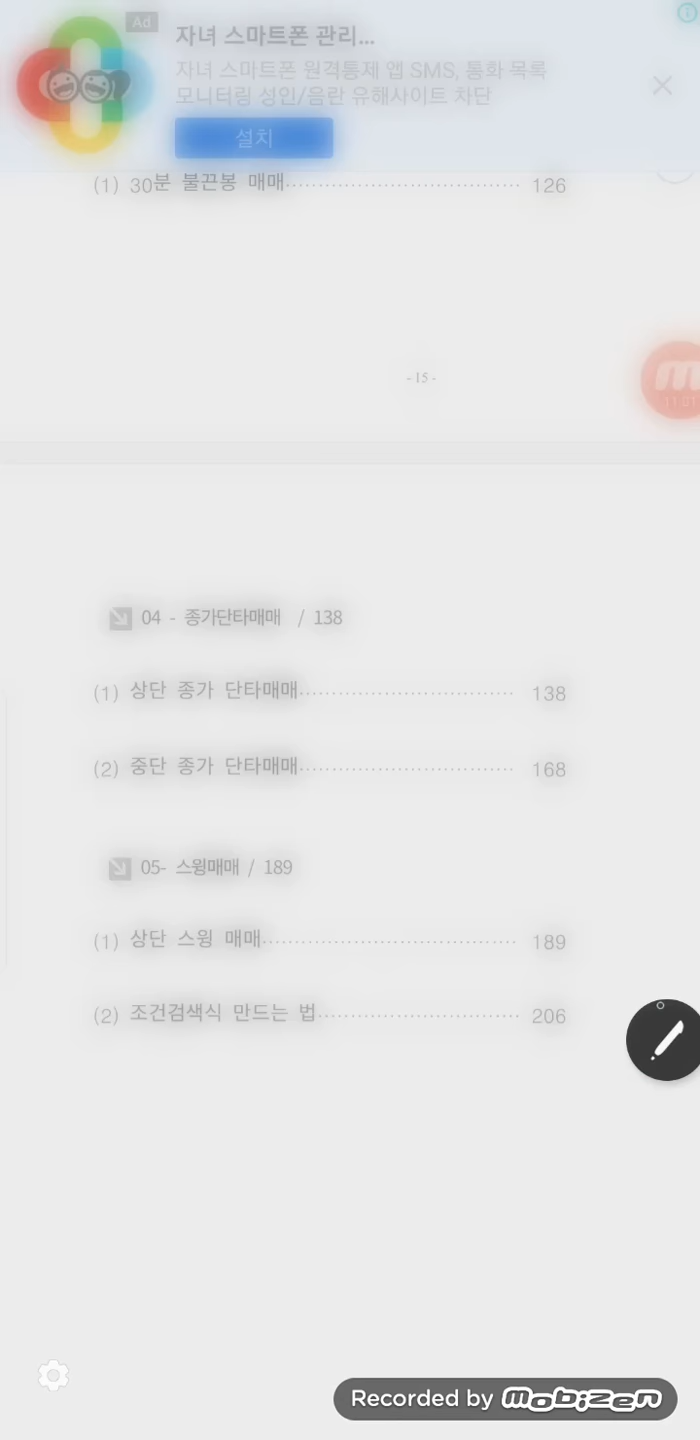 Ad
자녀 스마트폰 관리...
자녀 스마트폰 원격통제 앱 SMS, 통화 목록
모니터링 성인/음란 유해사이트 차단
설치
(1) 30분 불끈봉 매매 126
- 15 -
11:01
04 - 종가단타매매 / 138
(1) 상단 종가 단타매매 138
(2) 중단 종가 단타매매 168
05- 스윙매매 / 189
(1) 상단 스윙 매매 189
(2) 조건검색식 만드는 법 206
Recorded by mobizen